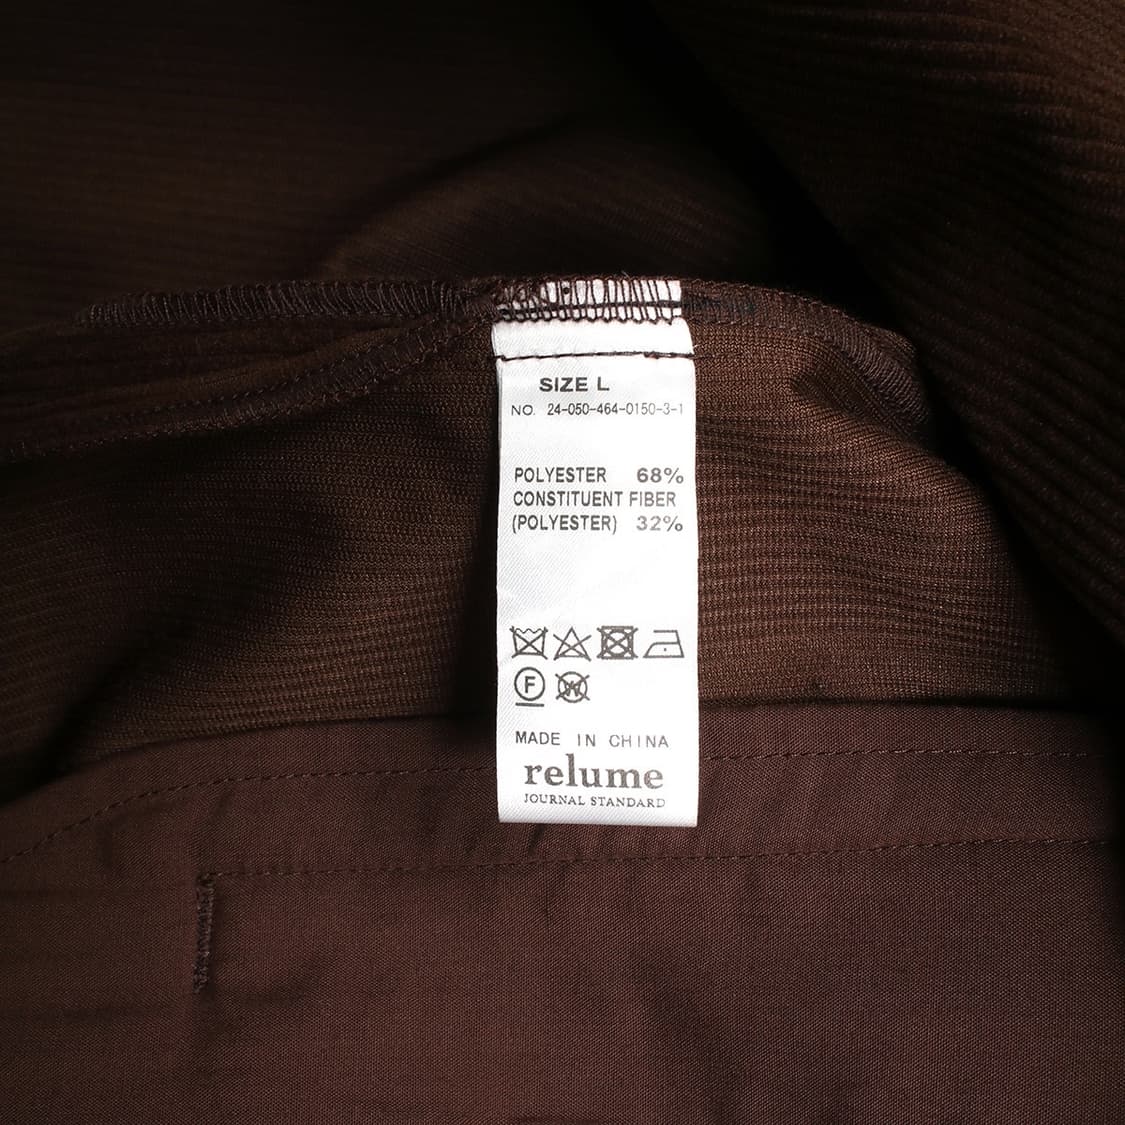 SIZE L
NO. 24-050-464-0150-3-1
POLYESTER 68%
CONSTITUENT FIBER
(POLYESTER) 32%
F W
MADE IN CHINA
relume
JOURNAL STANDARD